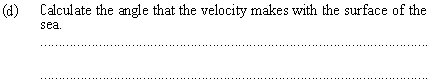 (d) Calculate the angle that the velocity makes with the surface of the
sea.